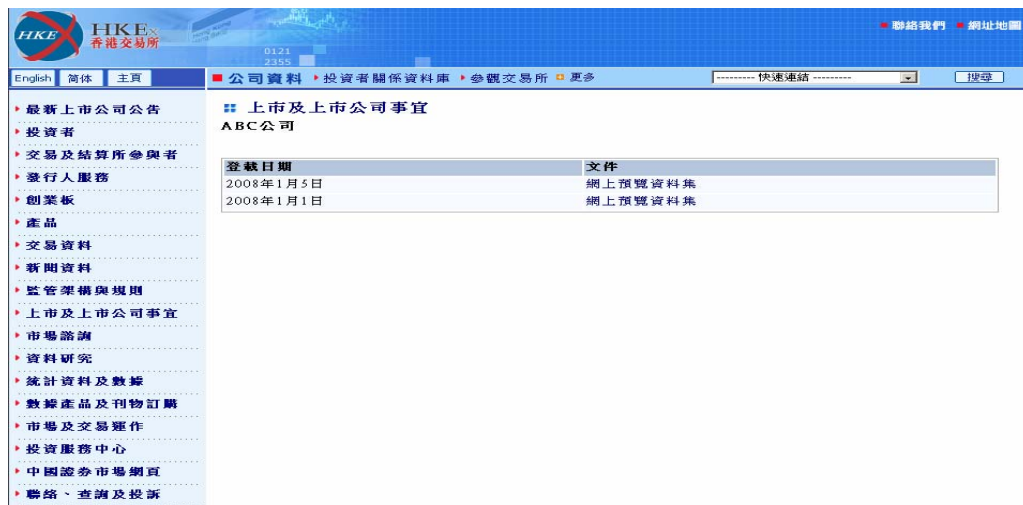 HKEx
HKEx
香港交易所
0121
2355
聯絡我們 網址地圖
English 简体 主頁
公司資料 投資者關係資料庫 參觀交易所 更多
--------- 快速連結 ---------
搜尋
最新上市公司公告
投資者
交易及結算所參與者
發行人服務
創業板
產品
交易資料
新聞資料
監管架構與規則
上市及上市公司事宜
市場諮詢
資料研究
統計資料及數據
數據產品及刊物訂購
市場及交易運作
投資服務中心
中國證券市場網頁
聯絡、查詢及投訴
上市及上市公司事宜
ABC公司
登載日期 文件
2008年1月5日 網上預覽資料集
2008年1月1日 網上預覽資料集